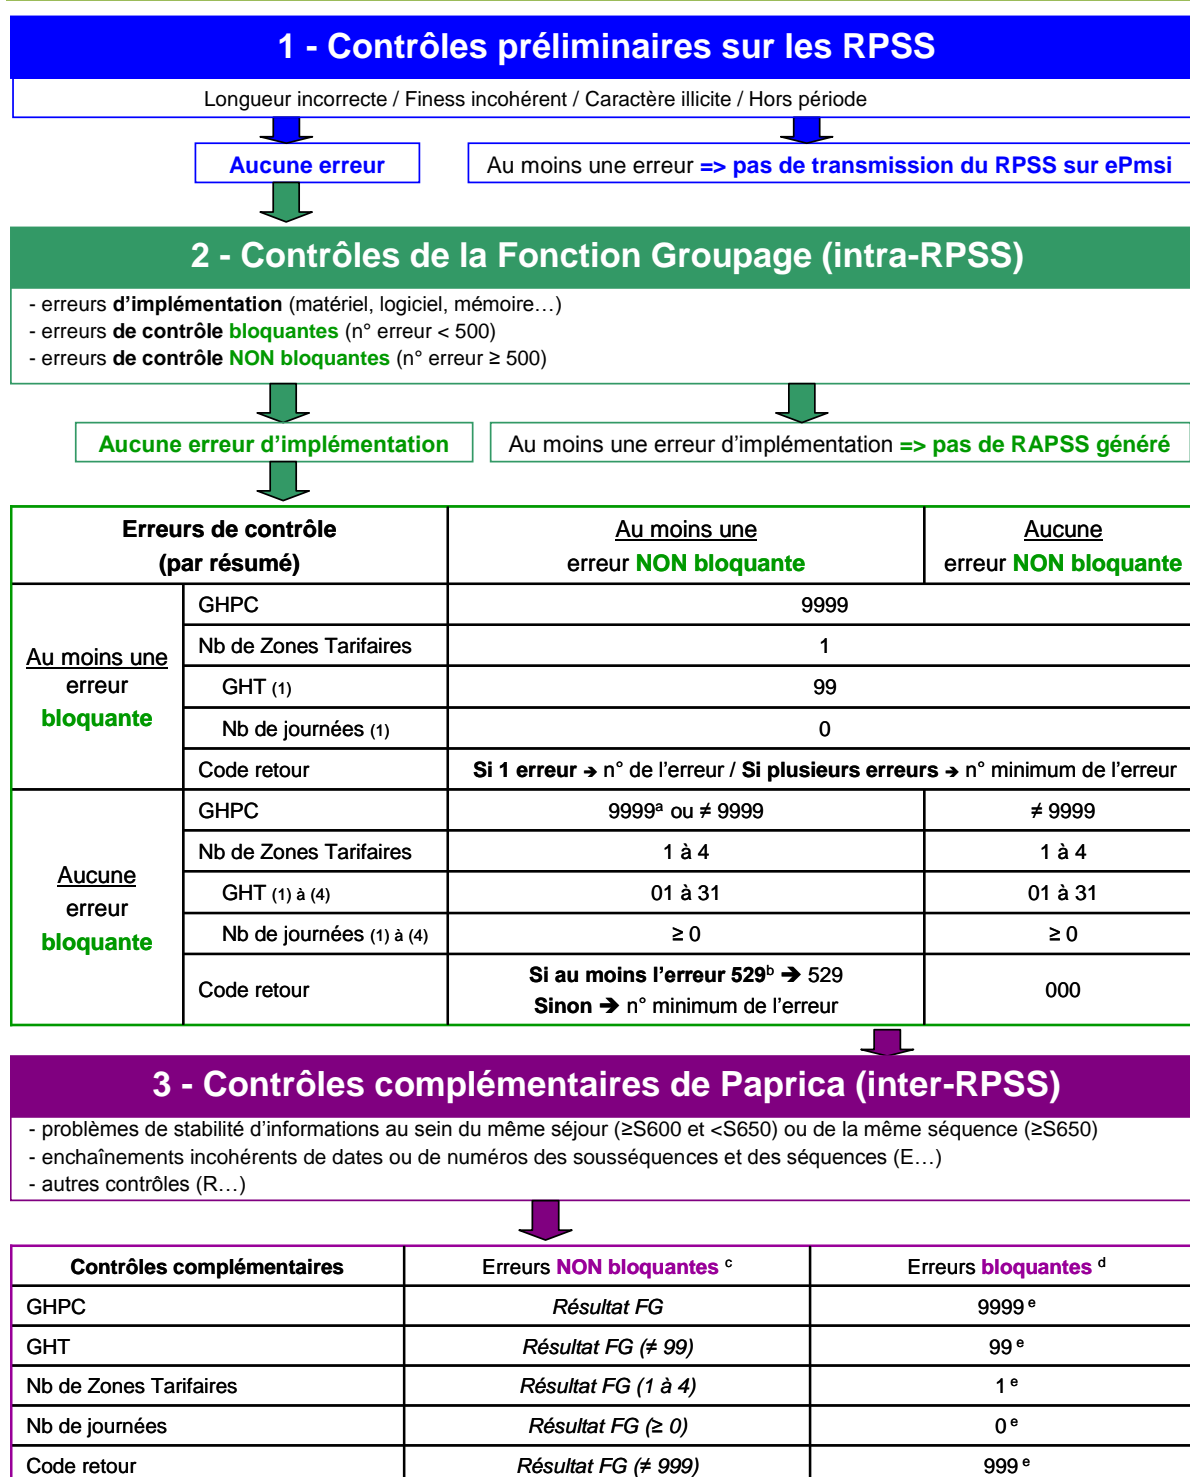 1 - Contrôles préliminaires sur les RPSS
Longueur incorrecte / Finess incohérent / Caractère illicite / Hors période
Aucune erreur
Au moins une erreur => pas de transmission du RPSS sur ePmsi
2 - Contrôles de la Fonction Groupage (intra-RPSS)
- erreurs d’implémentation (matériel, logiciel, mémoire…)
- erreurs de contrôle bloquantes (n° erreur < 500)
- erreurs de contrôle NON bloquantes (n° erreur ≥ 500)
Aucune erreur d’implémentation
Au moins une erreur d’implémentation => pas de RAPSS généré
Erreurs de contrôle
(par résumé)
Au moins une
erreur NON bloquante
Aucune
erreur NON bloquante
Au moins une
erreur
bloquante
GHPC
9999
Nb de Zones Tarifaires
1
GHT (1)
99
Nb de journées (1)
0
Code retour
Si 1 erreur ➔ n° de l’erreur / Si plusieurs erreurs ➔ n° minimum de l’erreur
Aucune
erreur
bloquante
GHPC
9999ª ou ≠ 9999
≠ 9999
Nb de Zones Tarifaires
1 à 4
1 à 4
GHT (1) à (4)
01 à 31
01 à 31
Nb de journées (1) à (4)
≥ 0
≥ 0
Code retour
Si au moins l’erreur 529ᵇ ➔ 529
Sinon ➔ n° minimum de l’erreur
000
3 - Contrôles complémentaires de Paprica (inter-RPSS)
- problèmes de stabilité d’informations au sein du même séjour (≥S600 et <S650) ou de la même séquence (≥S650)
- enchaînements incohérents de dates ou de numéros des sousséquences et des séquences (E…)
- autres contrôles (R…)
Contrôles complémentaires
Erreurs NON bloquantes ᶜ
Erreurs bloquantes ᵈ
GHPC
Résultat FG
9999 ᵉ
GHT
Résultat FG (≠ 99)
99 ᵉ
Nb de Zones Tarifaires
Résultat FG (1 à 4)
1 ᵉ
Nb de journées
Résultat FG (≥ 0)
0 ᵉ
Code retour
Résultat FG (≠ 999)
999 ᵉ